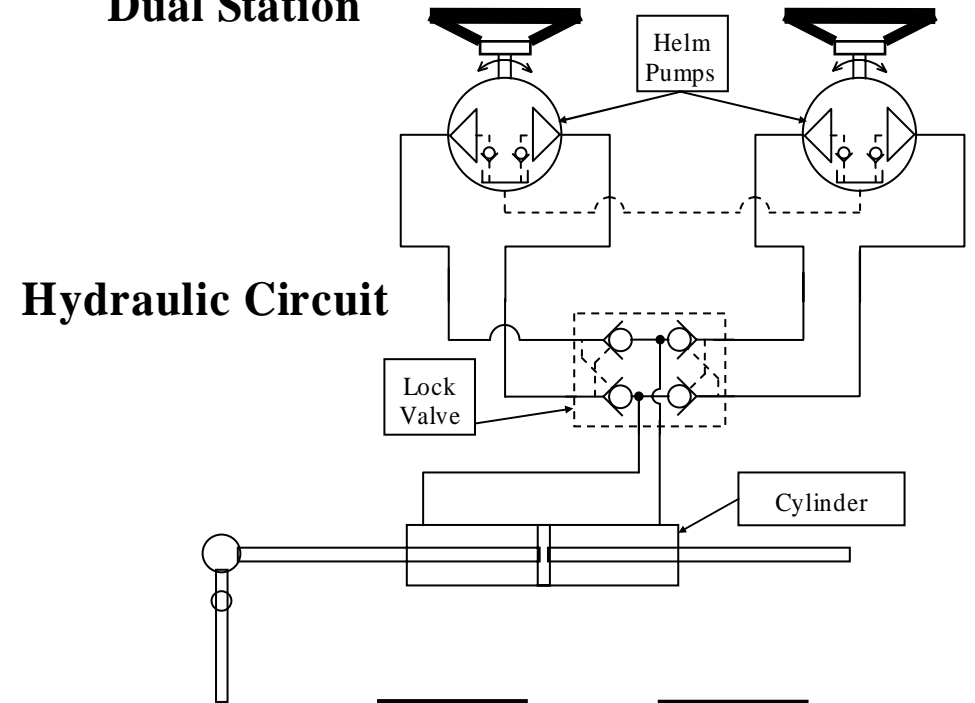 Dual Station
Helm
Pumps
Hydraulic Circuit
Lock
Valve
Cylinder